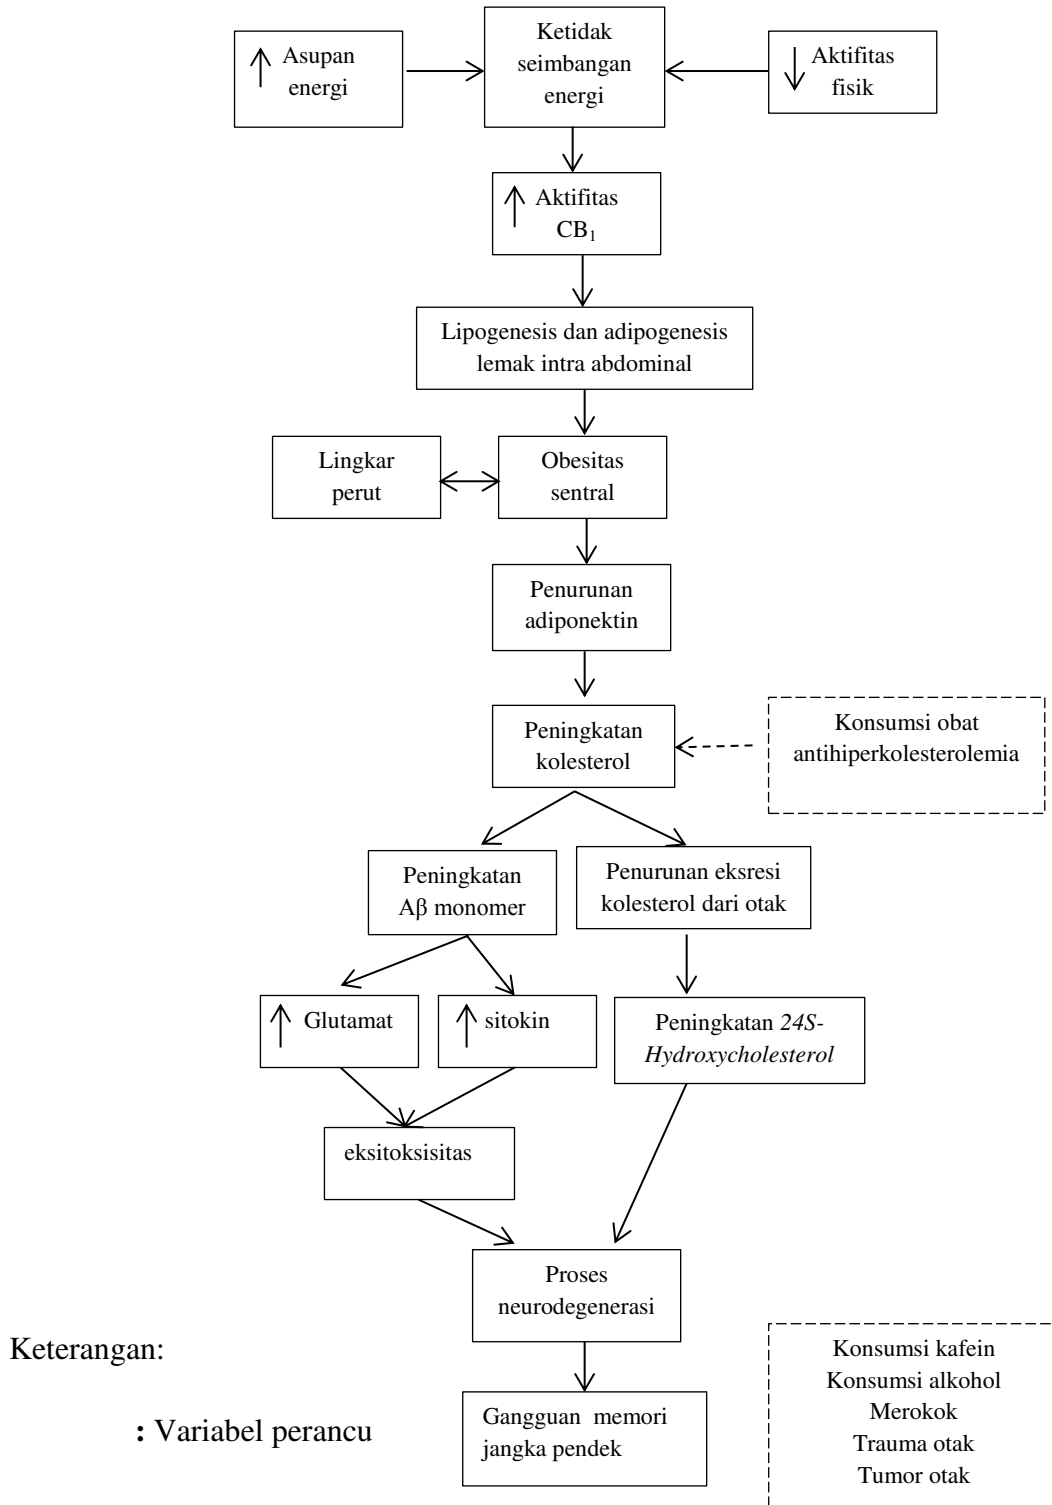 Asupan
energi
Ketidak
seimbangan
energi
Aktifitas
fisik
Aktifitas
CB₁
Lipogenesis dan adipogenesis
lemak intra abdominal
Lingkar
perut
Obesitas
sentral
Penurunan
adiponektin
Peningkatan
kolesterol
Konsumsi obat
antihiperkolesterolemia
Peningkatan
Aβ monomer
Penurunan eksresi
kolesterol dari otak
Glutamat
sitokin
Peningkatan 24S-
Hydroxycholesterol
eksitoksisitas
Proses
neurodegenerasi
Keterangan:
: Variabel perancu
Gangguan memori
jangka pendek
Konsumsi kafein
Konsumsi alkohol
Merokok
Trauma otak
Tumor otak